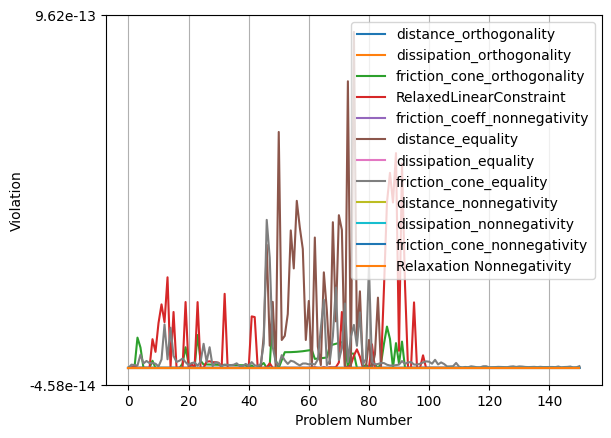 9.62e-13
distance_orthogonality
dissipation_orthogonality
friction_cone_orthogonality
RelaxedLinearConstraint
friction_coeff_nonnegativity
distance_equality
dissipation_equality
friction_cone_equality
distance_nonnegativity
dissipation_nonnegativity
friction_cone_nonnegativity
Relaxation Nonnegativity
Violation
-4.58e-14
0 20 40 60 80 100 120 140
Problem Number